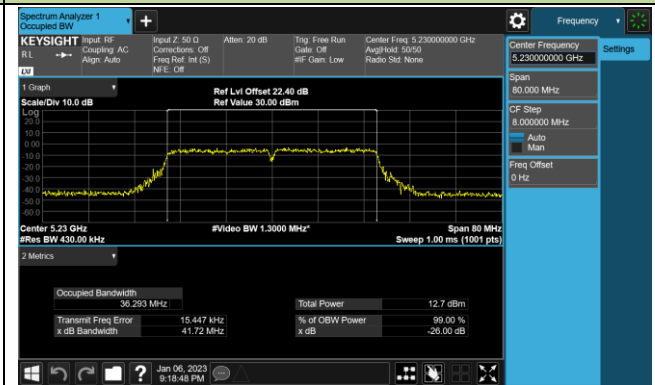 Spectrum Analyzer 1
Occupied BW
+
Frequency
KEYSIGHT
Input: RF
Coupling: AC
Align: Auto
RL
LXI
Input Z: 50 Ω
Corrections: Off
Freq Ref: Int (S)
NFE: Off
Atten: 20 dB
Trig: Free Run
Gate: Off
#IF Gain: Low
Center Freq: 5.230000000 GHz
Avg|Hold: 50/50
Radio Std: None
Center Frequency
5.230000000 GHz
Settings
Span
80.000 MHz
CF Step
8.000000 MHz
Auto
Man
Freq Offset
0 Hz
1 Graph
Scale/Div 10.0 dB
Ref Lvl Offset 22.40 dB
Ref Value 30.00 dBm
Log
20.0
10.0
0.00
-10.0
-20.0
-30.0
-40.0
-50.0
-60.0
Center 5.23 GHz
#Video BW 1.3000 MHz*
Span 80 MHz
#Res BW 430.00 kHz
Sweep 1.00 ms (1001 pts)
2 Metrics
Occupied Bandwidth
36.293 MHz
Total Power 12.7 dBm
Transmit Freq Error 15.447 kHz
% of OBW Power 99.00 %
x dB Bandwidth 41.72 MHz
x dB -26.00 dB
?
Jan 06, 2023
9:18:48 PM